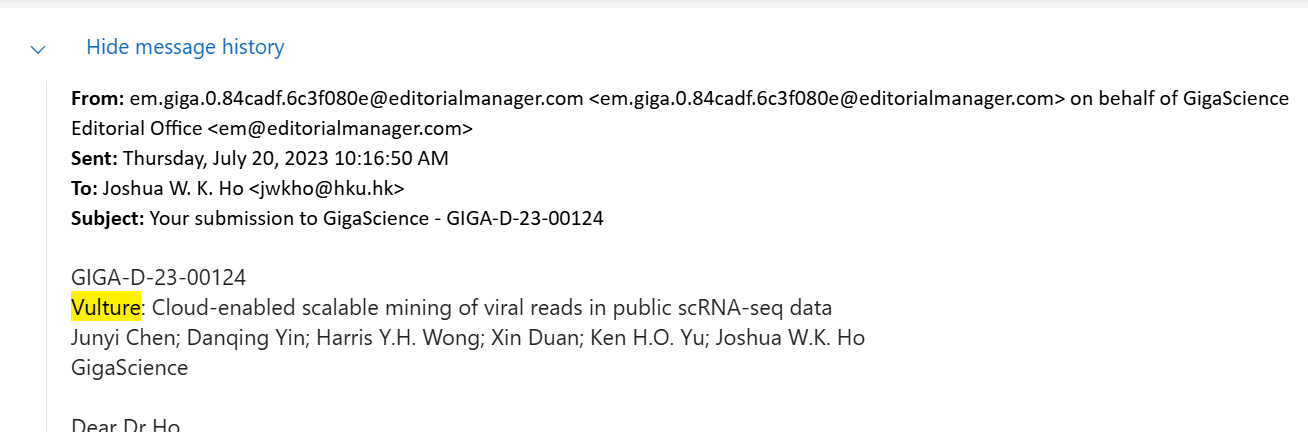 Hide message history
From: em.giga.0.84cadf.6c3f080e@editorialmanager.com <em.giga.0.84cadf.6c3f080e@editorialmanager.com> on behalf of GigaScience
Editorial Office <em@editorialmanager.com>
Sent: Thursday, July 20, 2023 10:16:50 AM
To: Joshua W. K. Ho <jwkho@hku.hk>
Subject: Your submission to GigaScience - GIGA-D-23-00124
GIGA-D-23-00124
Vulture: Cloud-enabled scalable mining of viral reads in public scRNA-seq data
Junyi Chen; Danqing Yin; Harris Y.H. Wong; Xin Duan; Ken H.O. Yu; Joshua W.K. Ho
GigaScience
Dear Dr Ho